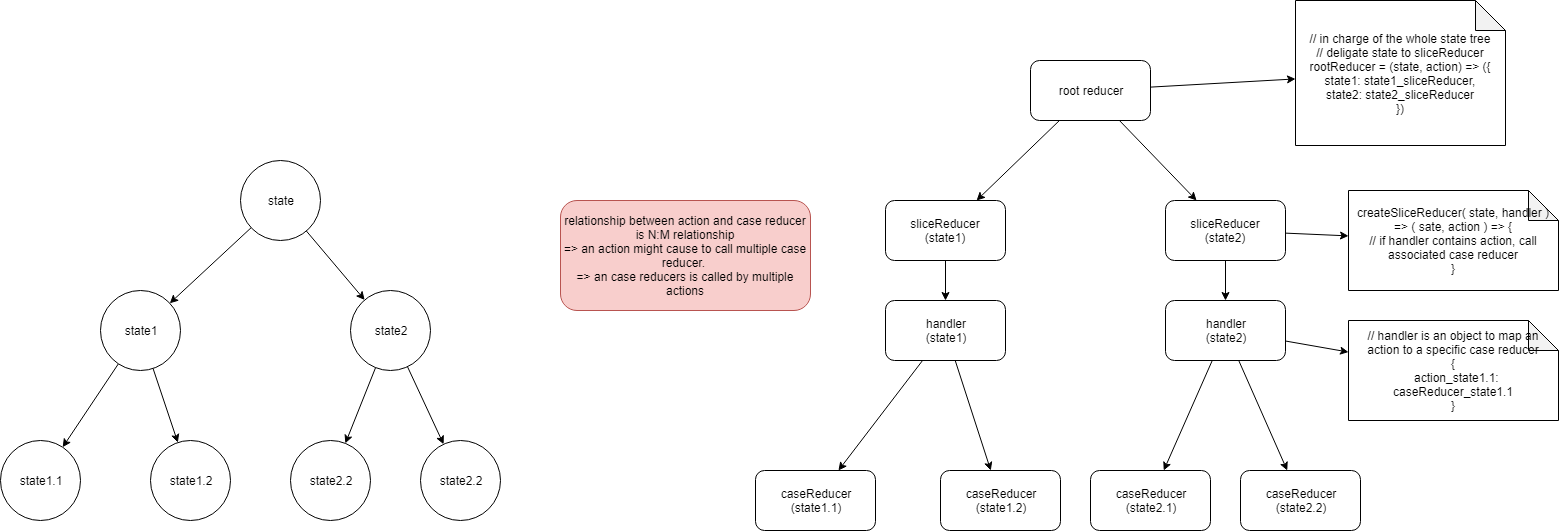 state
state1
state2
state1.1
state1.2
state2.2
state2.2
relationship between action and case reducer
is N:M relationship
=> an action might cause to call multiple case
reducer.
=> an case reducers is called by multiple
actions
root reducer
// in charge of the whole state tree
// deligate state to sliceReducer
rootReducer = (state, action) => ({
state1: state1_sliceReducer,
state2: state2_sliceReducer
})
sliceReducer
(state1)
sliceReducer
(state2)
createSliceReducer( state, handler )
=> ( sate, action ) => {
// if handler contains action, call
associated case reducer
}
handler
(state1)
handler
(state2)
// handler is an object to map an
action to a specific case reducer
{
action_state1.1:
caseReducer_state1.1
}
caseReducer
(state1.1)
caseReducer
(state1.2)
caseReducer
(state2.1)
caseReducer
(state2.2)